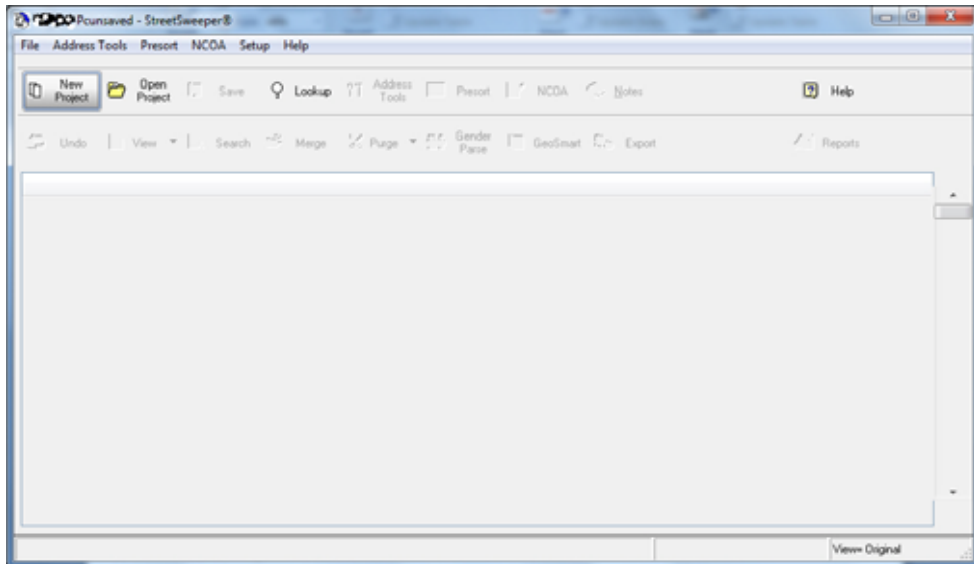 Pcunsaved - StreetSweeper®
File Address Tools Presort NCOA Setup Help
New Project Open Project Save Lookup Address Tools Presort NCOA Notes Help
Undo View Search Merge Purge Gender Parse GeoSmart Export Reports
View= Original